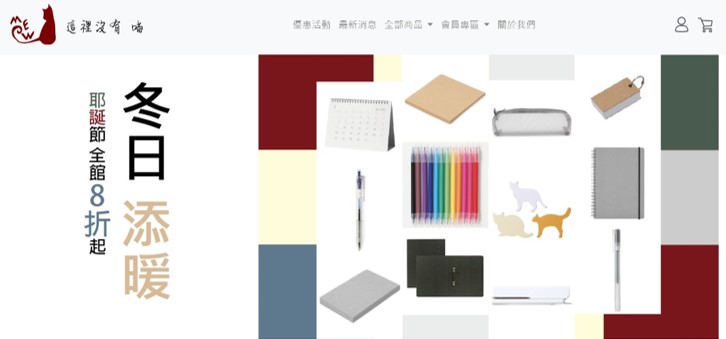 MEOW
這裡沒有 喵
優惠活動 最新消息 全部商品 會員專區 關於我們
冬日
添暖
耶誕節全館8折起